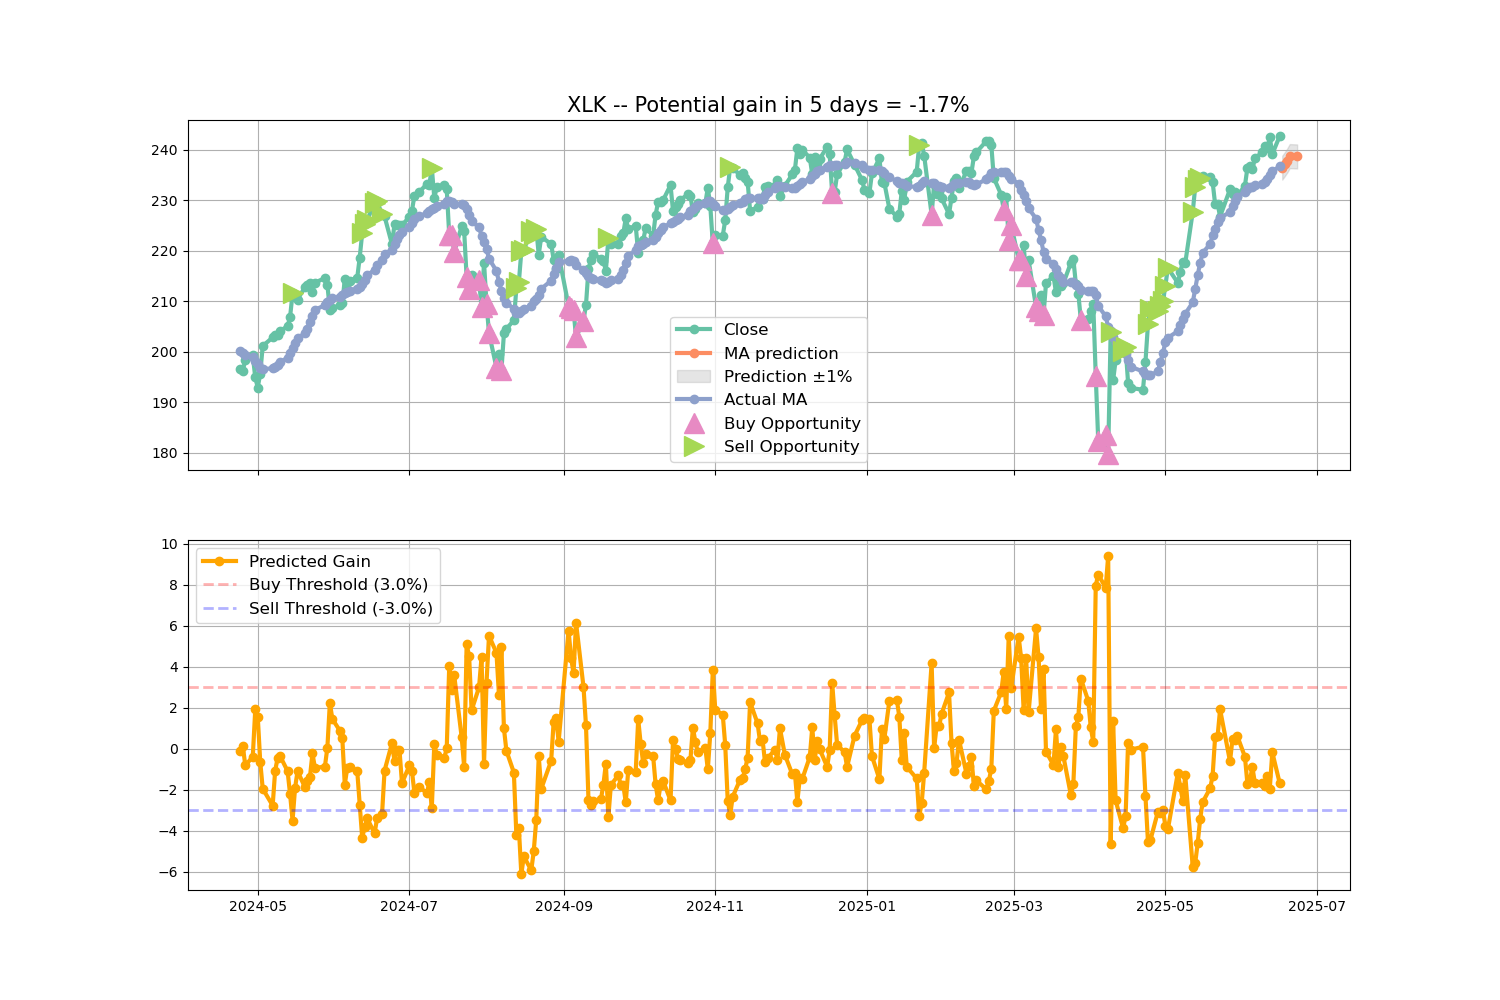 XLK -- Potential gain in 5 days = -1.7%
240
230
220
210
200
190
180
Close
MA prediction
Prediction ±1%
Actual MA
Buy Opportunity
Sell Opportunity
10
8
6
4
2
0
−2
−4
−6
Predicted Gain
Buy Threshold (3.0%)
Sell Threshold (-3.0%)
2024-05
2024-07
2024-09
2024-11
2025-01
2025-03
2025-05
2025-07